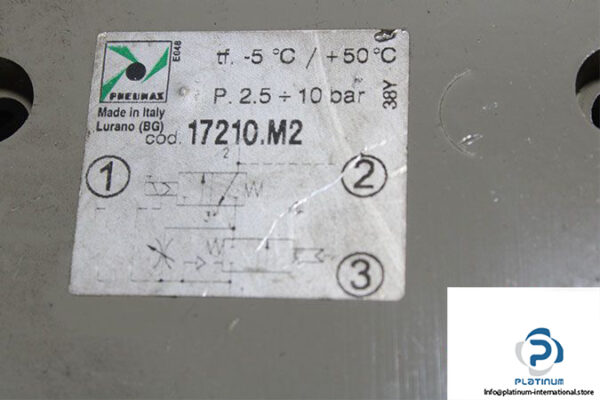 PNEUMAX
E048
tf. -5 °C / +50°C
P. 2.5 ÷ 10 bar
38Y
Made in Italy
Lurano (BG)
cod. 17210.M2
2
1
2
3
PLATINUM
Info@platinum-international.store